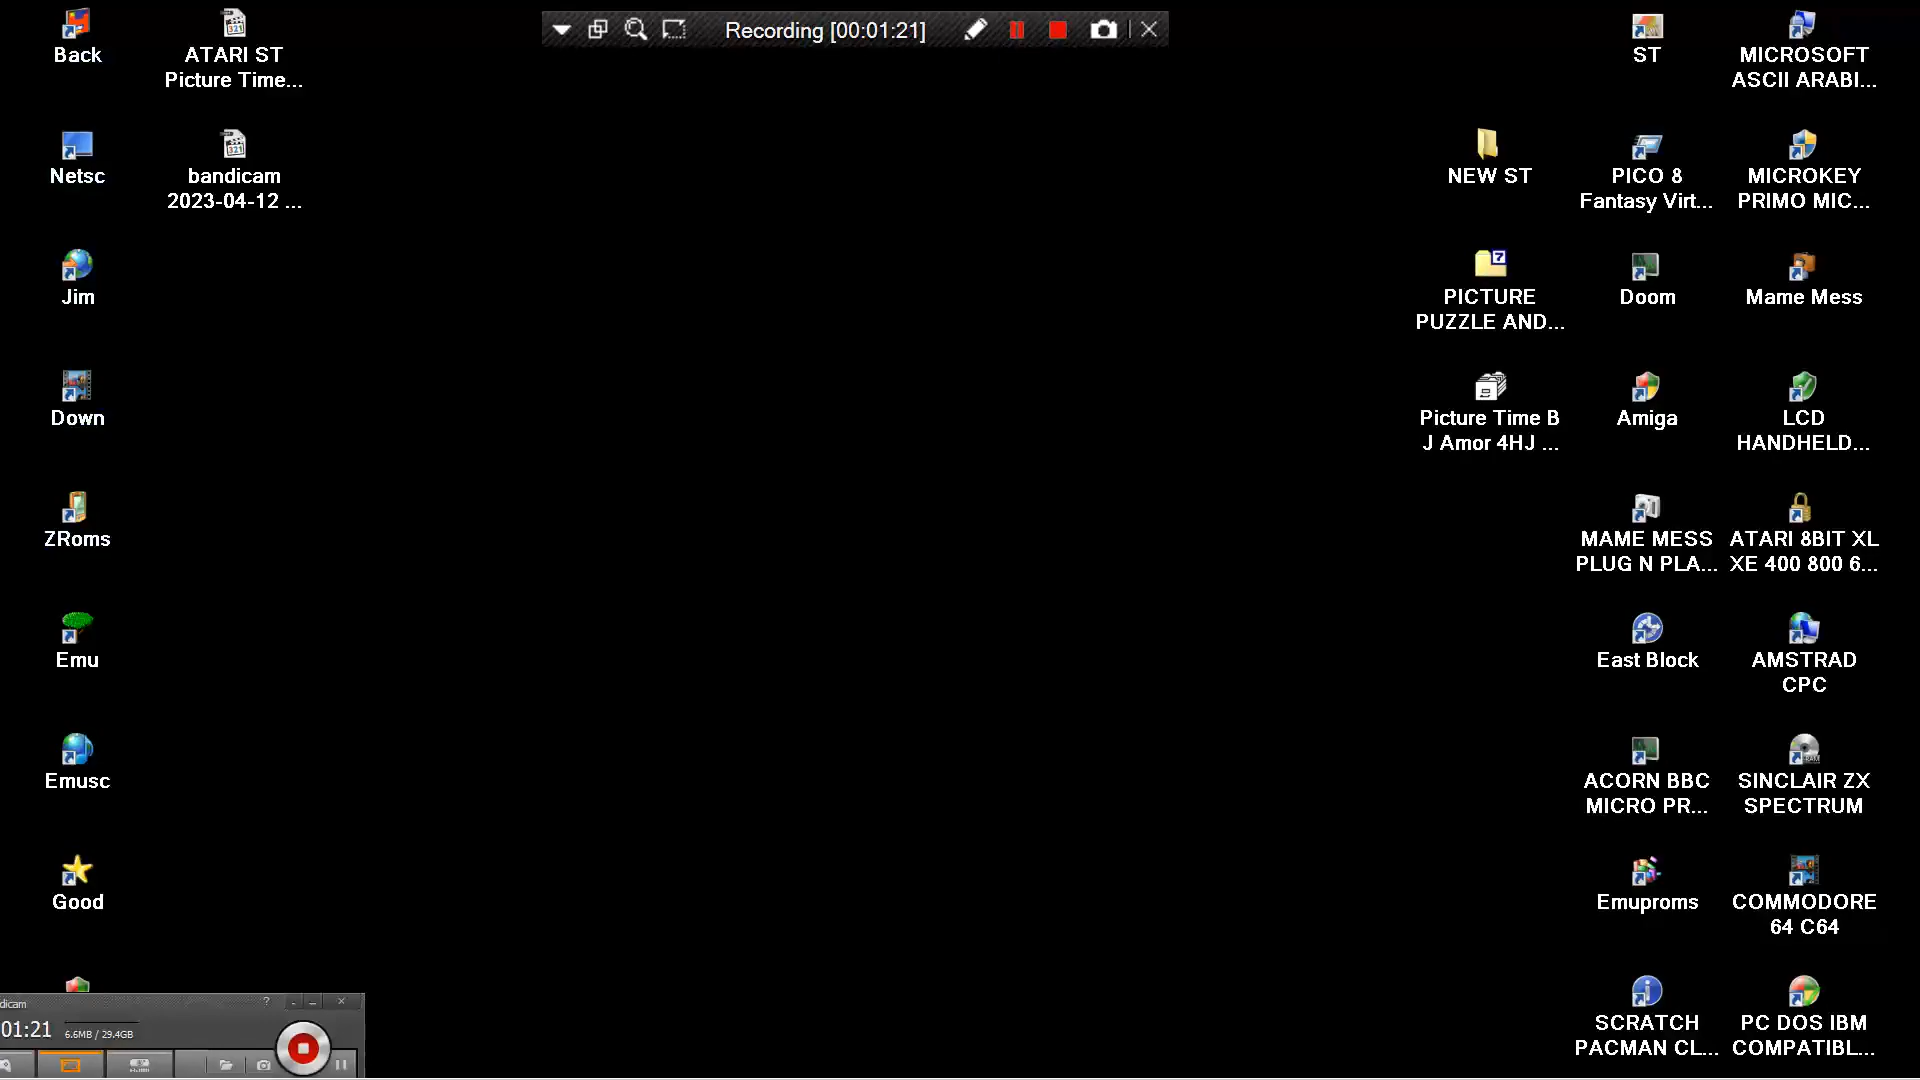 Recording [00:01:21]
Back
ATARI ST
Picture Time...
Netsc
bandicam
2023-04-12 ...
Jim
Down
ZRoms
Emu
Emusc
Good
ST
MICROSOFT
ASCII ARABI...
NEW ST
PICO 8
Fantasy Virt...
MICROKEY
PRIMO MIC...
PICTURE
PUZZLE AND...
Doom
Mame Mess
Picture Time B
J Amor 4HJ ...
Amiga
LCD
HANDHELD...
MAME MESS
PLUG N PLA...
ATARI 8BIT XL
XE 400 800 6...
East Block
AMSTRAD
CPC
ACORN BBC
MICRO PR...
SINCLAIR ZX
SPECTRUM
Emuproms
COMMODORE
64 C64
SCRATCH
PACMAN CL...
PC DOS IBM
COMPATIBL...
dicam
01:21
6.6MB / 29.4GB